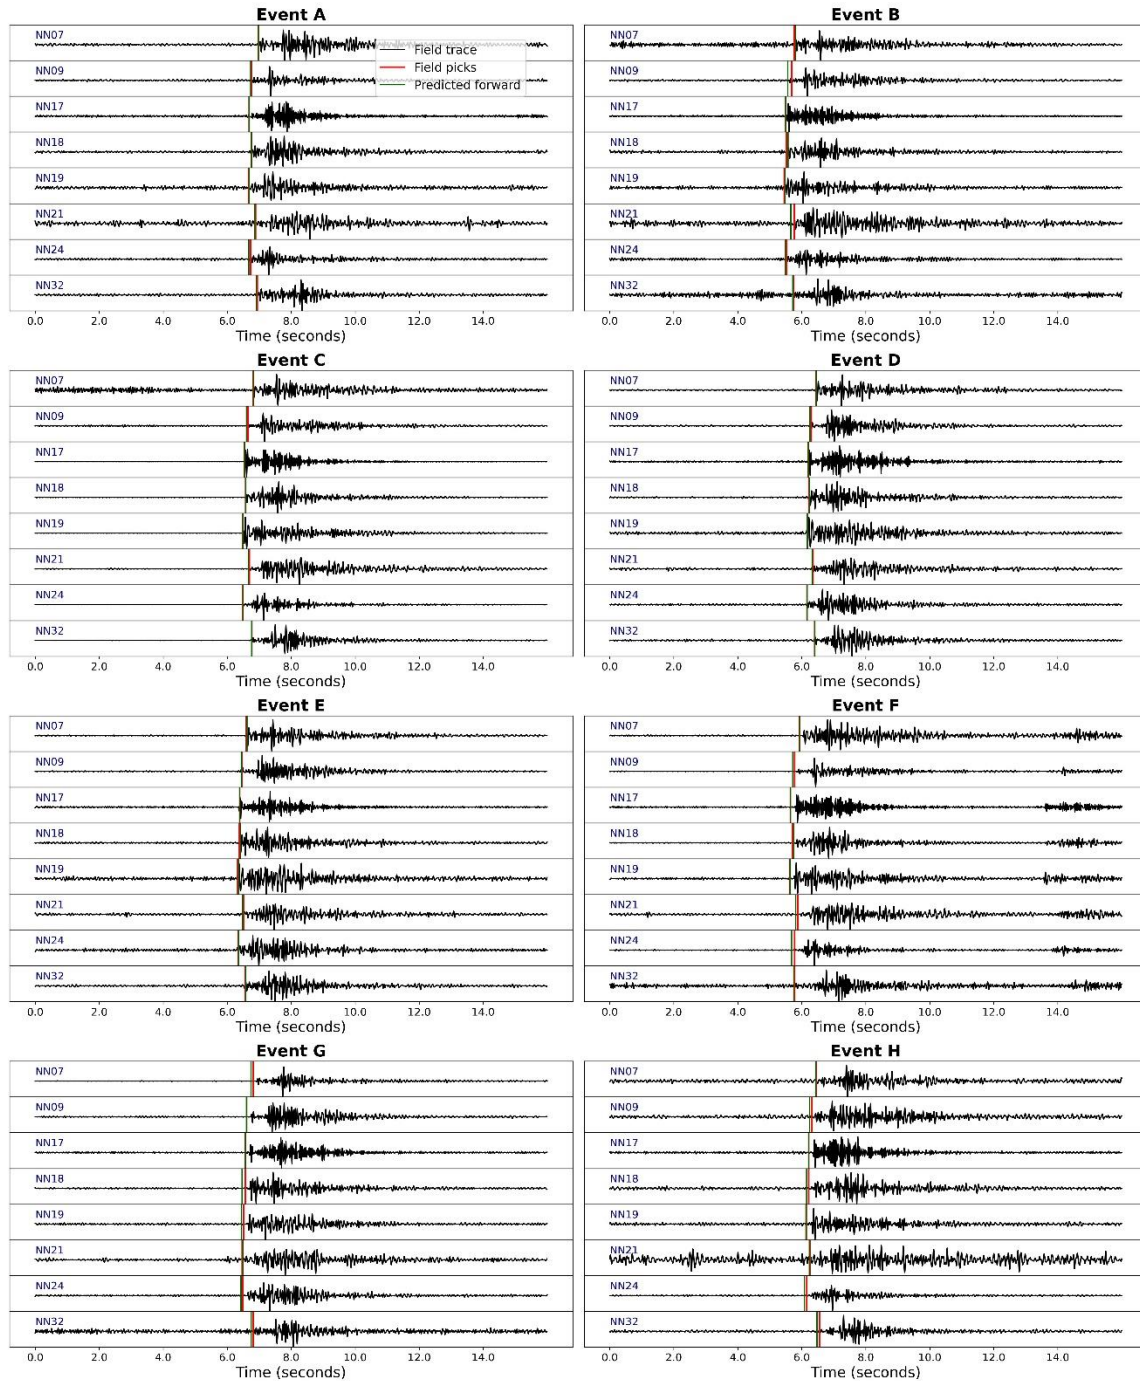 Event A
NN07
NN09
NN17
NN18
NN19
NN21
NN24
NN32
Field trace
Field picks
Predicted forward
0.0 2.0 4.0 6.0 8.0 10.0 12.0 14.0
Time (seconds)
Event B
NN07
NN09
NN17
NN18
NN19
NN21
NN24
NN32
0.0 2.0 4.0 6.0 8.0 10.0 12.0 14.0
Time (seconds)
Event C
NN07
NN09
NN17
NN18
NN19
NN21
NN24
NN32
0.0 2.0 4.0 6.0 8.0 10.0 12.0 14.0
Time (seconds)
Event D
NN07
NN09
NN17
NN18
NN19
NN21
NN24
NN32
0.0 2.0 4.0 6.0 8.0 10.0 12.0 14.0
Time (seconds)
Event E
NN07
NN09
NN17
NN18
NN19
NN21
NN24
NN32
0.0 2.0 4.0 6.0 8.0 10.0 12.0 14.0
Time (seconds)
Event F
NN07
NN09
NN17
NN18
NN19
NN21
NN24
NN32
0.0 2.0 4.0 6.0 8.0 10.0 12.0 14.0
Time (seconds)
Event G
NN07
NN09
NN17
NN18
NN19
NN21
NN24
NN32
0.0 2.0 4.0 6.0 8.0 10.0 12.0 14.0
Time (seconds)
Event H
NN07
NN09
NN17
NN18
NN19
NN21
NN24
NN32
0.0 2.0 4.0 6.0 8.0 10.0 12.0 14.0
Time (seconds)